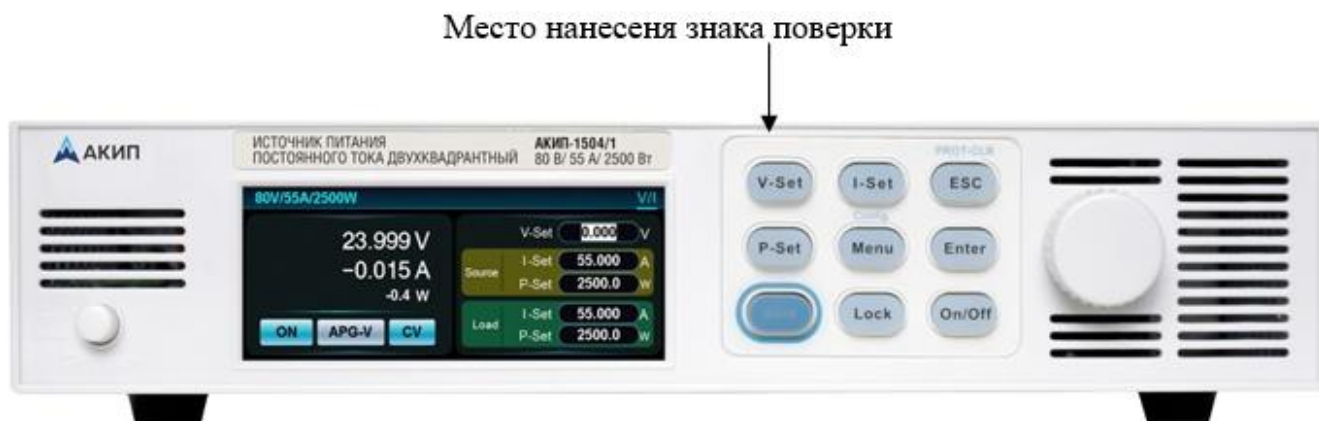 Место нанесеня знака поверки
АКИП
ИСТОЧНИК ПИТАНИЯ
ПОСТОЯННОГО ТОКА ДВУХКВАДРАНТНЫЙ
АКИП-1504/1
80 В/ 55 А/ 2500 Вт
80V/55A/2500W
V/I
23.999 V
-0.015 A
-0.4 W
ON APG-V CV
V-Set 0.000 V
Source
I-Set 55.000 A
P-Set 2500.0 W
Load
I-Set 55.000 A
P-Set 2500.0 W
PROT-CLR
V-Set I-Set ESC
Config
P-Set Menu Enter
Lock On/Off